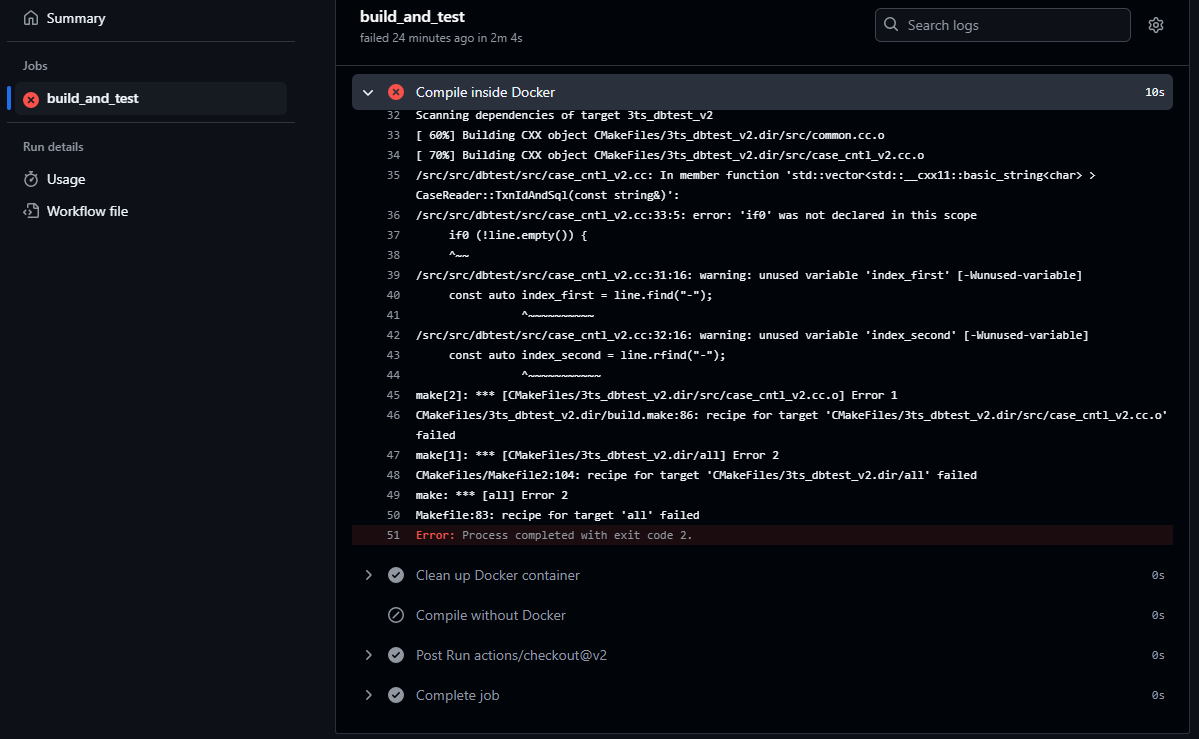 Summary
Jobs
build_and_test
Run details
Usage
Workflow file
build_and_test
failed 24 minutes ago in 2m 4s
Search logs
Compile inside Docker 10s
32 Scanning dependencies of target 3ts_dbtest_v2
33 [ 60%] Building CXX object CMakeFiles/3ts_dbtest_v2.dir/src/common.cc.o
34 [ 70%] Building CXX object CMakeFiles/3ts_dbtest_v2.dir/src/case_cntl_v2.cc.o
35 /src/src/dbtest/src/case_cntl_v2.cc: In member function 'std::vector<std::__cxx11::basic_string<char> >
CaseReader::TxnIdAndSql(const string&)':
36 /src/src/dbtest/src/case_cntl_v2.cc:33:5: error: 'if0' was not declared in this scope
37 if0 (!line.empty()) {
38 ^~~
39 /src/src/dbtest/src/case_cntl_v2.cc:31:16: warning: unused variable 'index_first' [-Wunused-variable]
40 const auto index_first = line.find("-");
41 ^~~~~~~~~~~
42 /src/src/dbtest/src/case_cntl_v2.cc:32:16: warning: unused variable 'index_second' [-Wunused-variable]
43 const auto index_second = line.rfind("-");
44 ^~~~~~~~~~~~
45 make[2]: *** [CMakeFiles/3ts_dbtest_v2.dir/src/case_cntl_v2.cc.o] Error 1
46 CMakeFiles/3ts_dbtest_v2.dir/build.make:86: recipe for target 'CMakeFiles/3ts_dbtest_v2.dir/src/case_cntl_v2.cc.o'
failed
47 make[1]: *** [CMakeFiles/3ts_dbtest_v2.dir/all] Error 2
48 CMakeFiles/Makefile2:104: recipe for target 'CMakeFiles/3ts_dbtest_v2.dir/all' failed
49 make: *** [all] Error 2
50 Makefile:83: recipe for target 'all' failed
51 Error: Process completed with exit code 2.
Clean up Docker container 0s
Compile without Docker 0s
Post Run actions/checkout@v2 0s
Complete job 0s